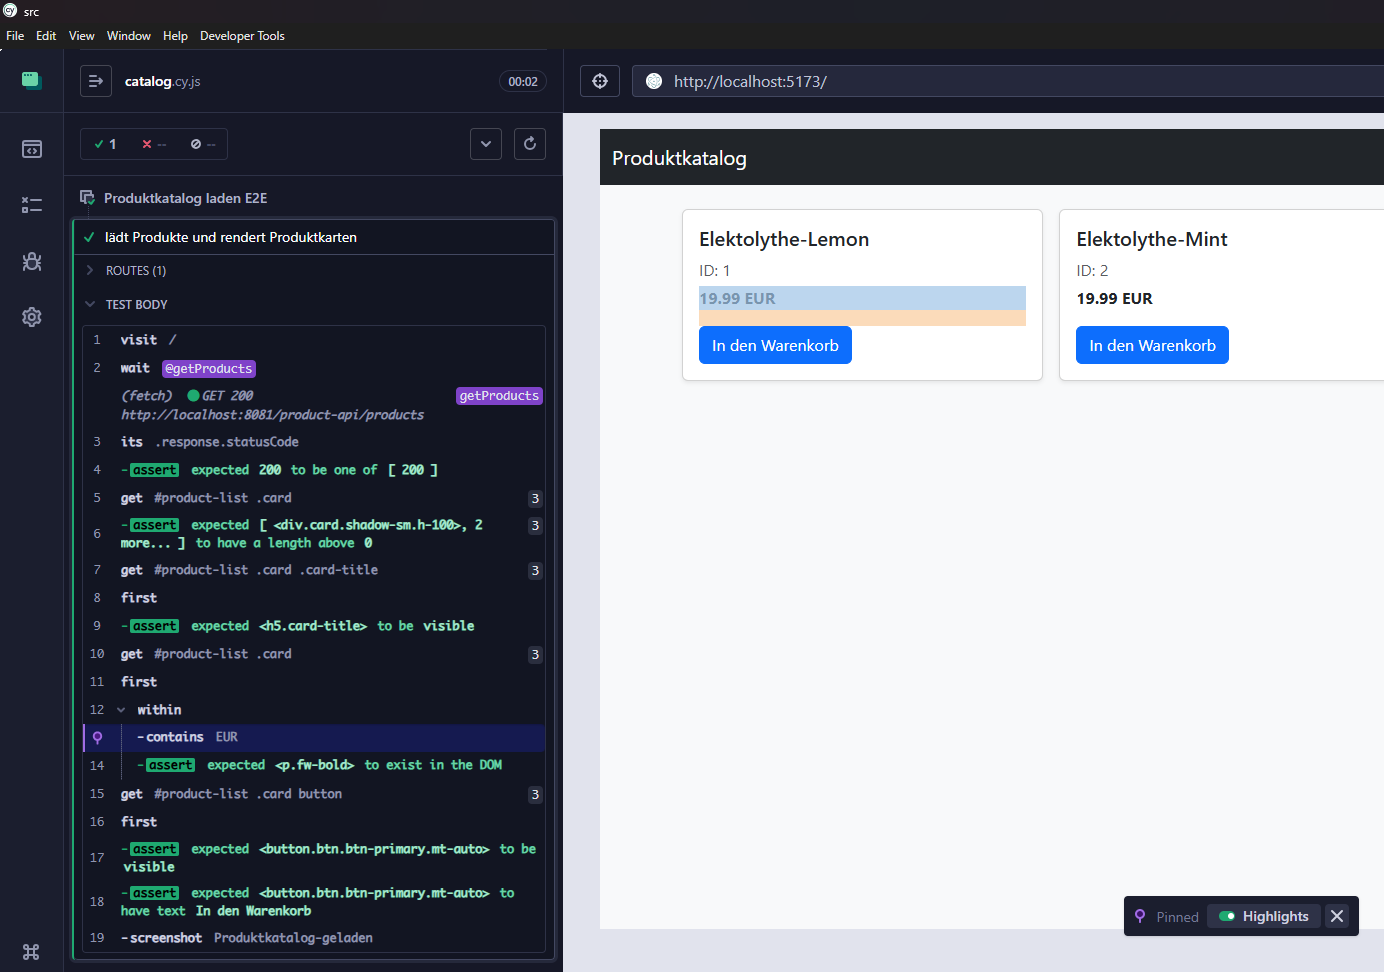 src
File Edit View Window Help Developer Tools
catalog.cy.js
00:02
http://localhost:5173/
1 -- --
Produktkatalog laden E2E
lädt Produkte und rendert Produktkarten
ROUTES (1)
TEST BODY
1 visit /
2 wait @getProducts
(fetch) GET 200 getProducts
http://localhost:8081/product-api/products
3 its .response.statusCode
4 -assert expected 200 to be one of [ 200 ]
5 get #product-list .card 3
6 -assert expected [ <div.card.shadow-sm.h-100>, 2 3
more... ] to have a length above 0
7 get #product-list .card .card-title 3
8 first
9 -assert expected <h5.card-title> to be visible
10 get #product-list .card 3
11 first
12 within
-contains EUR
14 -assert expected <p.fw-bold> to exist in the DOM
15 get #product-list .card button 3
16 first
17 -assert expected <button.btn.btn-primary.mt-auto> to be
visible
18 -assert expected <button.btn.btn-primary.mt-auto> to
have text In den Warenkorb
19 -screenshot Produktkatalog-geladen
Produktkatalog
Elektolythe-Lemon
ID: 1
19.99 EUR
In den Warenkorb
Elektolythe-Mint
ID: 2
19.99 EUR
In den Warenkorb
Pinned Highlights